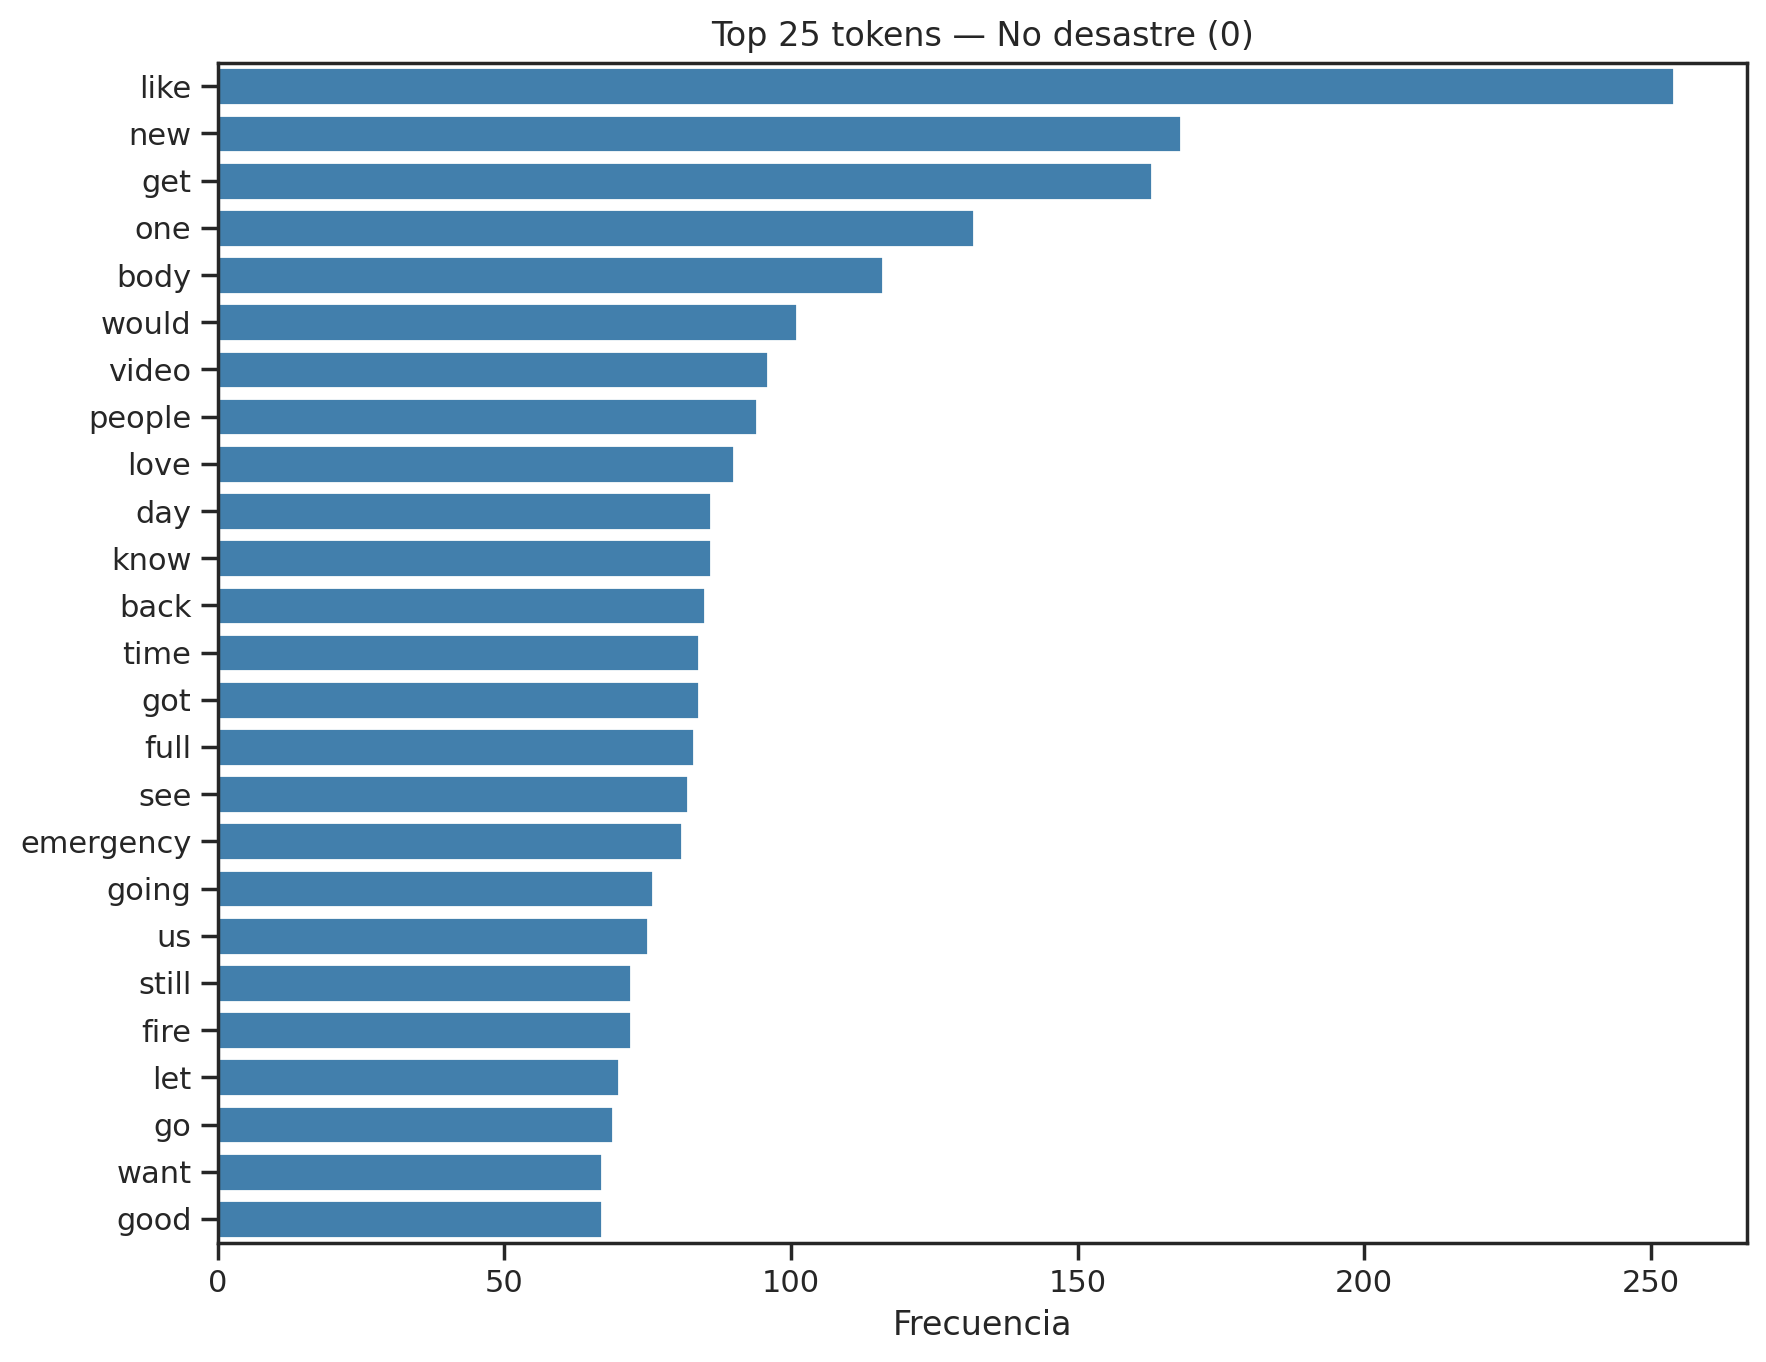 Top 25 tokens — No desastre (0)
like
new
get
one
body
would
video
people
love
day
know
back
time
got
full
see
emergency
going
us
still
fire
let
go
want
good
0 50 100 150 200 250
Frecuencia